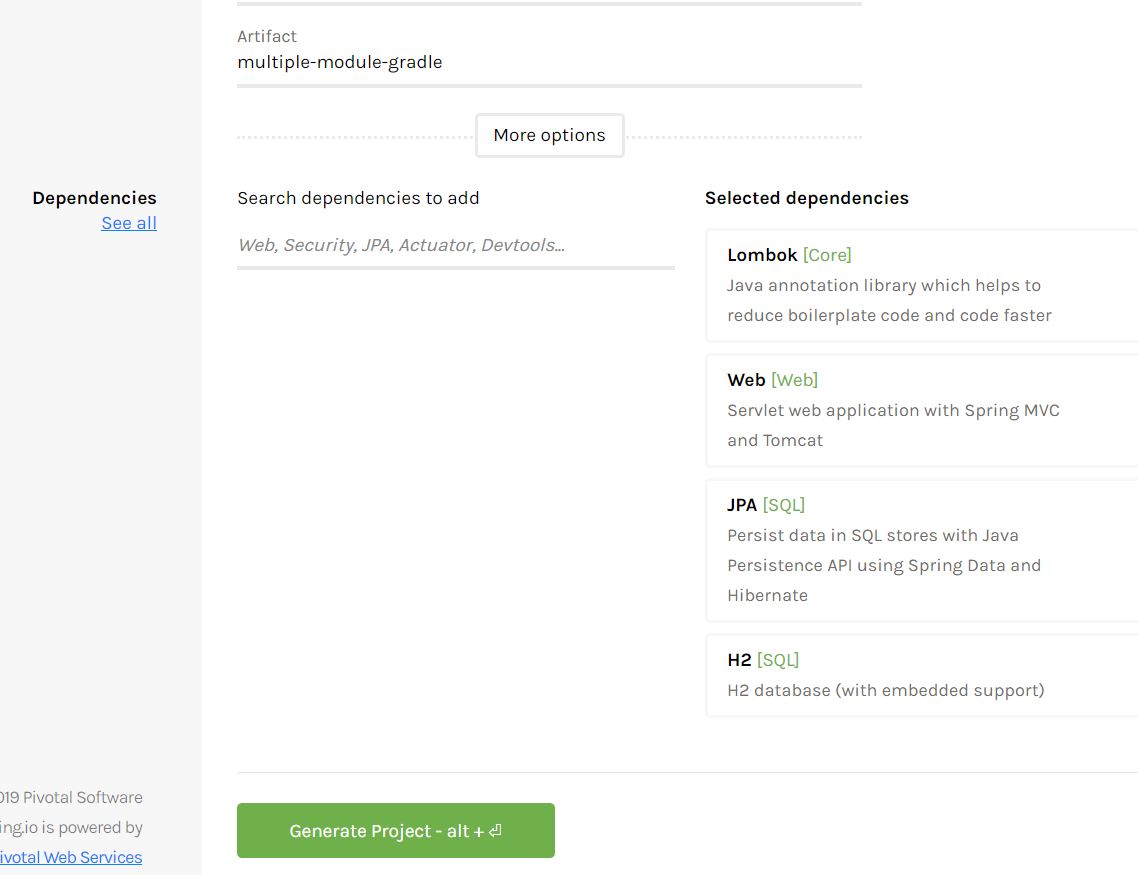 Artifact
multiple-module-gradle
More options
Dependencies
See all
Search dependencies to add
Web, Security, JPA, Actuator, Devtools...
Selected dependencies
Lombok [Core]
Java annotation library which helps to
reduce boilerplate code and code faster
Web [Web]
Servlet web application with Spring MVC
and Tomcat
JPA [SQL]
Persist data in SQL stores with Java
Persistence API using Spring Data and
Hibernate
H2 [SQL]
H2 database (with embedded support)
019 Pivotal Software
ing.io is powered by
ivotal Web Services
Generate Project - alt + ⏎